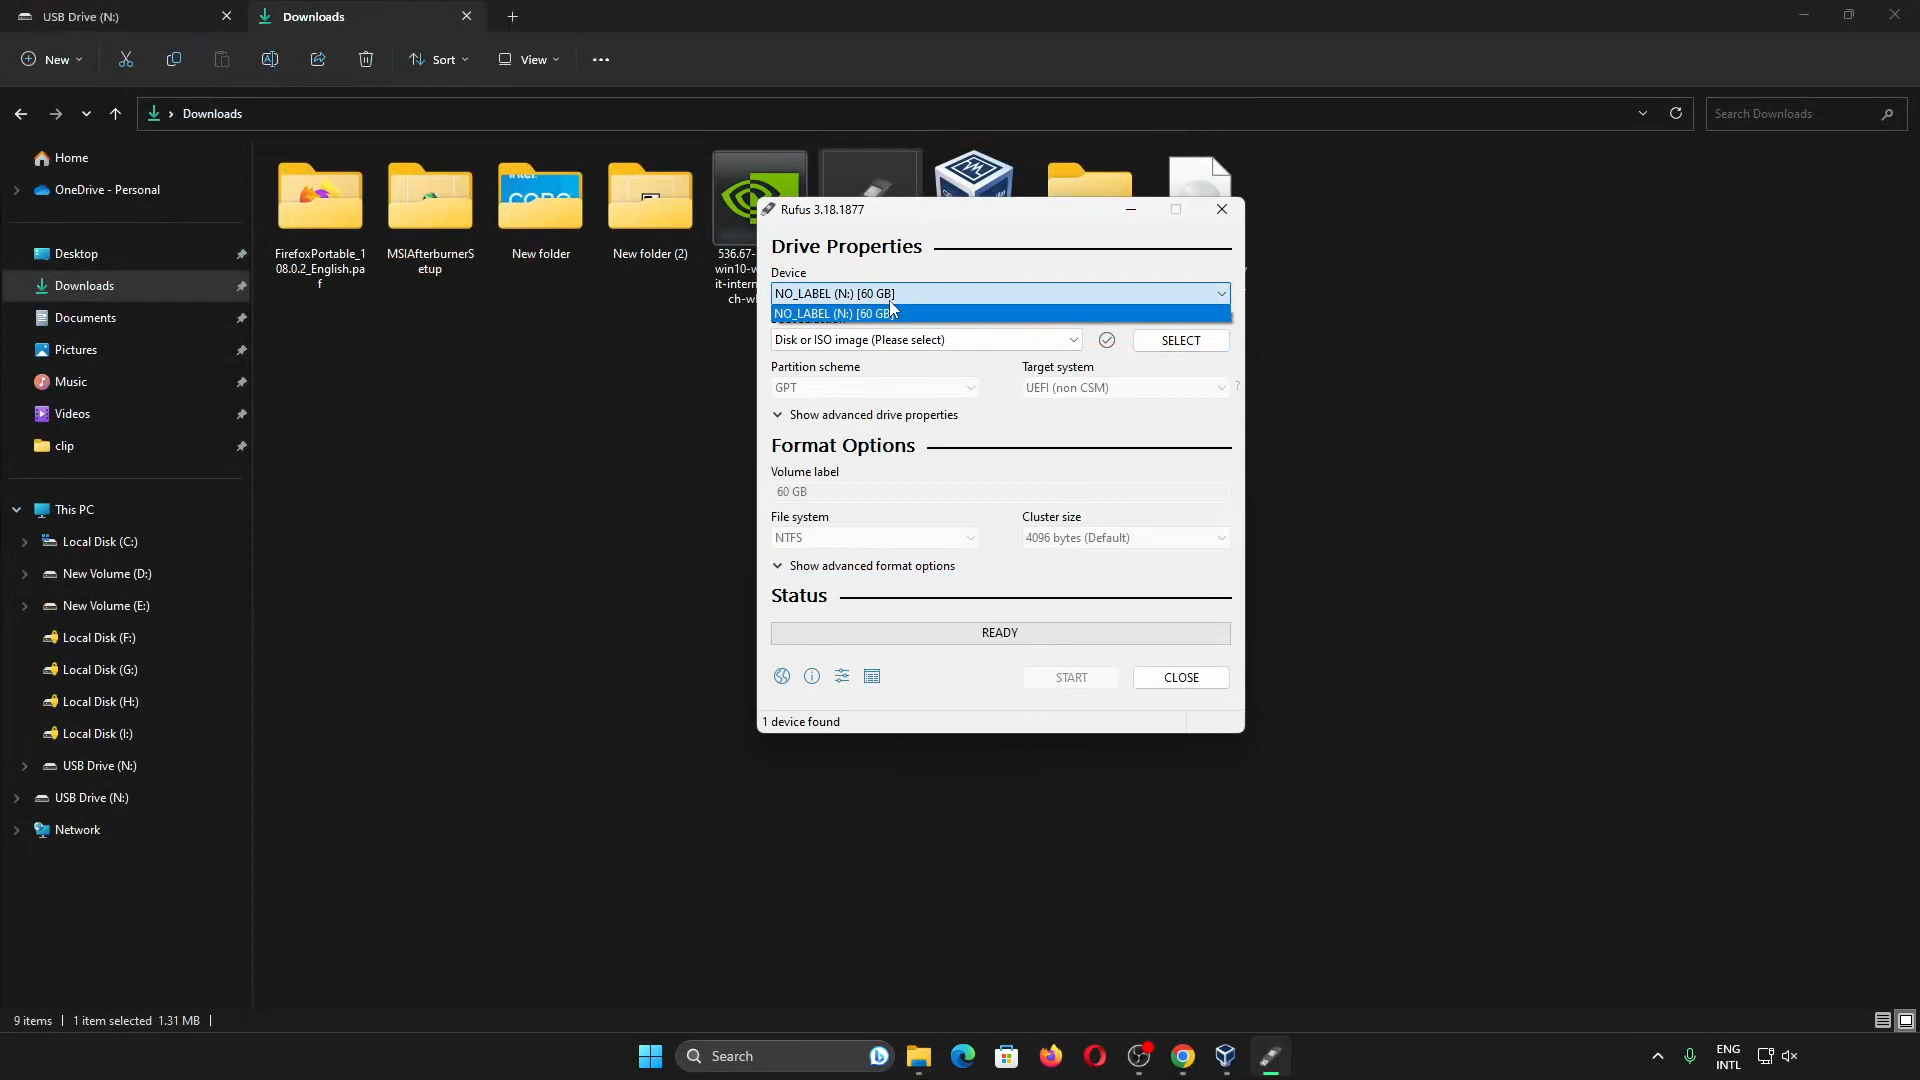 USB Drive (N:)
Downloads
New
Sort
View
Downloads
Search Downloads
Home
OneDrive - Personal
Desktop
Downloads
Documents
Pictures
Music
Videos
clip
This PC
Local Disk (C:)
New Volume (D:)
New Volume (E:)
Local Disk (F:)
Local Disk (G:)
Local Disk (H:)
Local Disk (I:)
USB Drive (N:)
USB Drive (N:)
Network
FirefoxPortable_1
08.0.2_English.pa
f
MSIAfterburnerS
etup
intel.
CORE
New folder
New folder (2)
536.67-
win10-w
it-intern
ch-wh
Rufus 3.18.1877
Drive Properties
Device
NO_LABEL (N:) [60 GB]
NO_LABEL (N:) [60 GB]
Disk or ISO image (Please select)
SELECT
Partition scheme
Target system
GPT
UEFI (non CSM)
?
Show advanced drive properties
Format Options
Volume label
60 GB
File system
Cluster size
NTFS
4096 bytes (Default)
Show advanced format options
Status
READY
START
CLOSE
1 device found
9 items
1 item selected 1.31 MB
Search
ENG
INTL